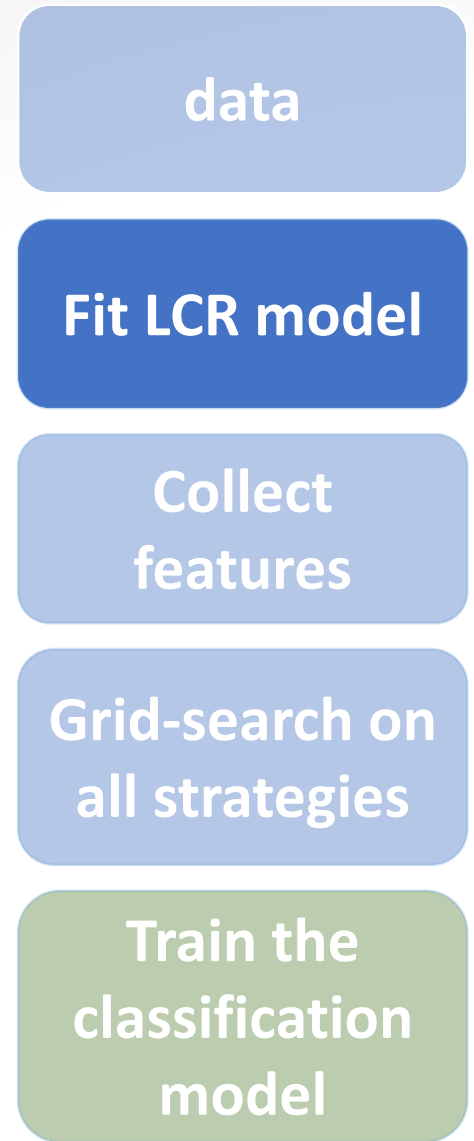 data
Fit LCR model
Collect
features
Grid-search on
all strategies
Train the
classification
model